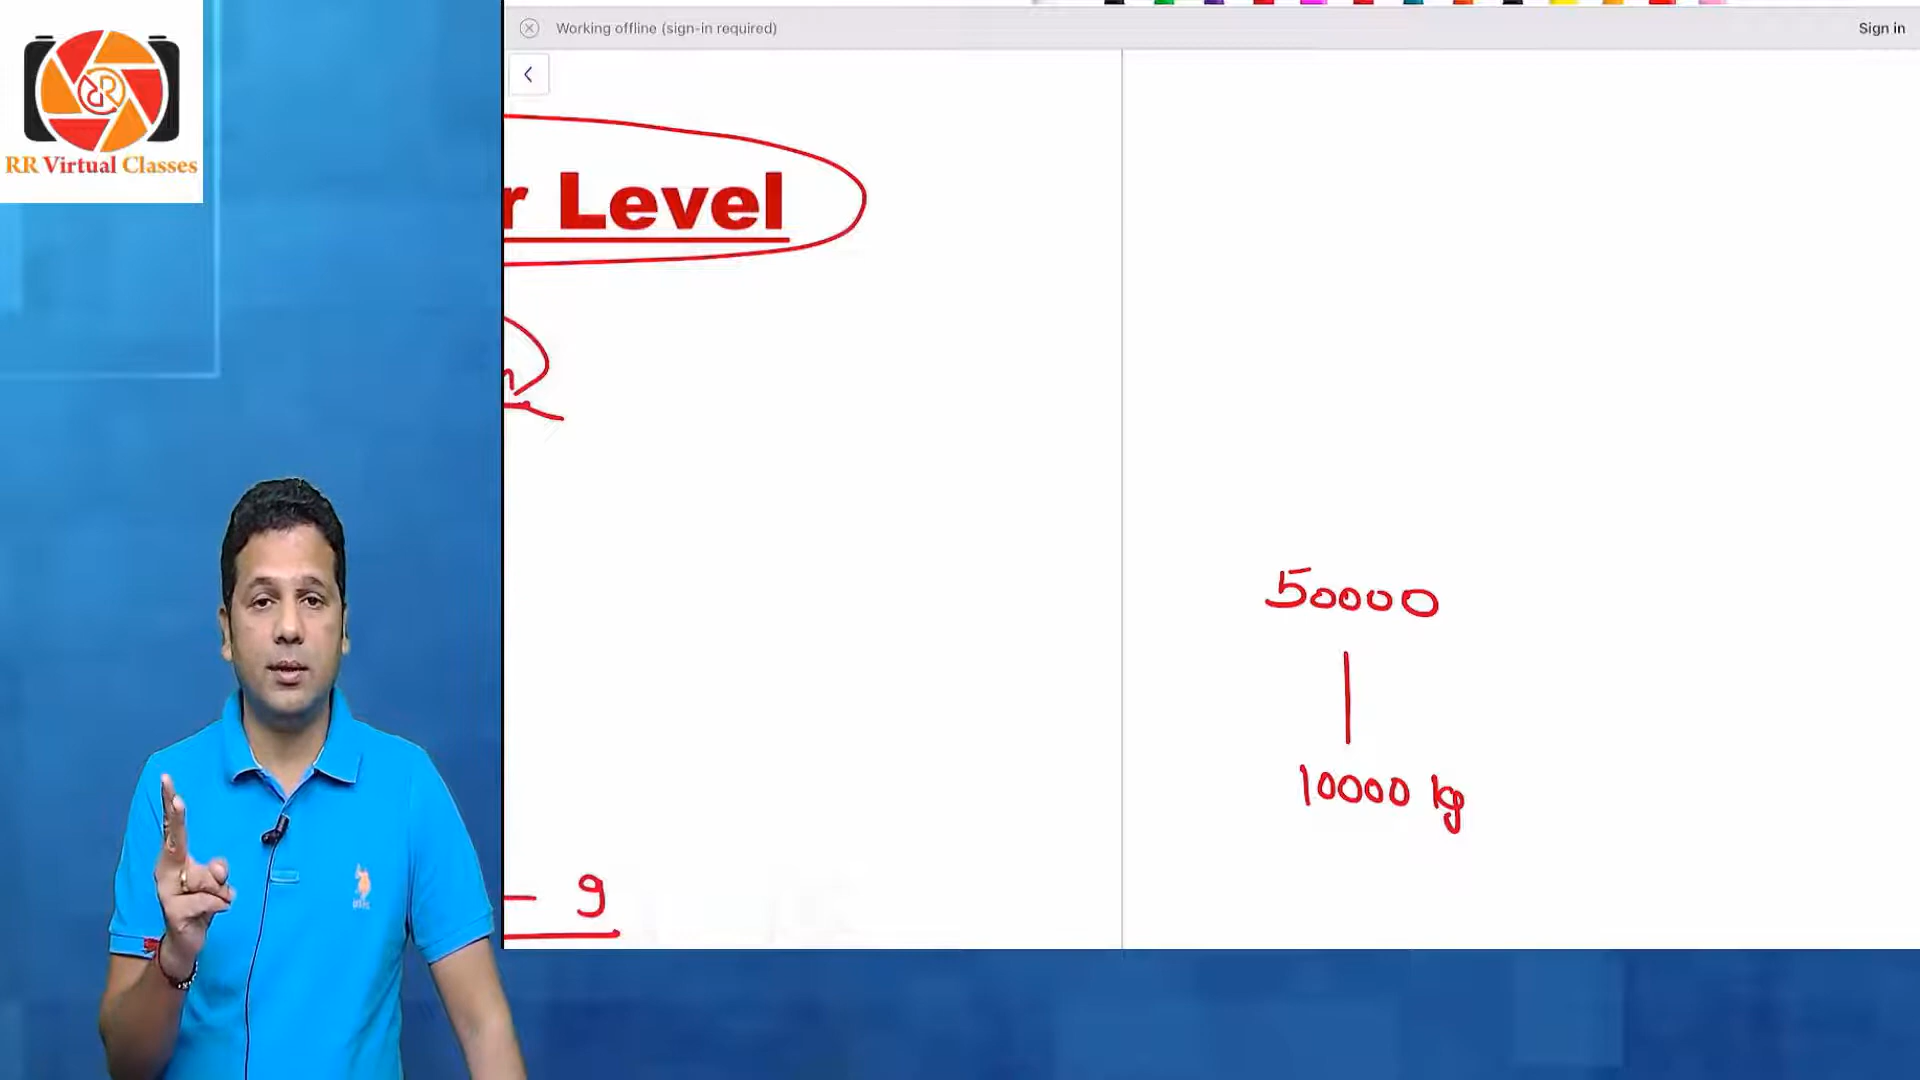 RR Virtual Classes
Working offline (sign-in required)
Sign in
r Level
n
50000
10000 kg
- 9